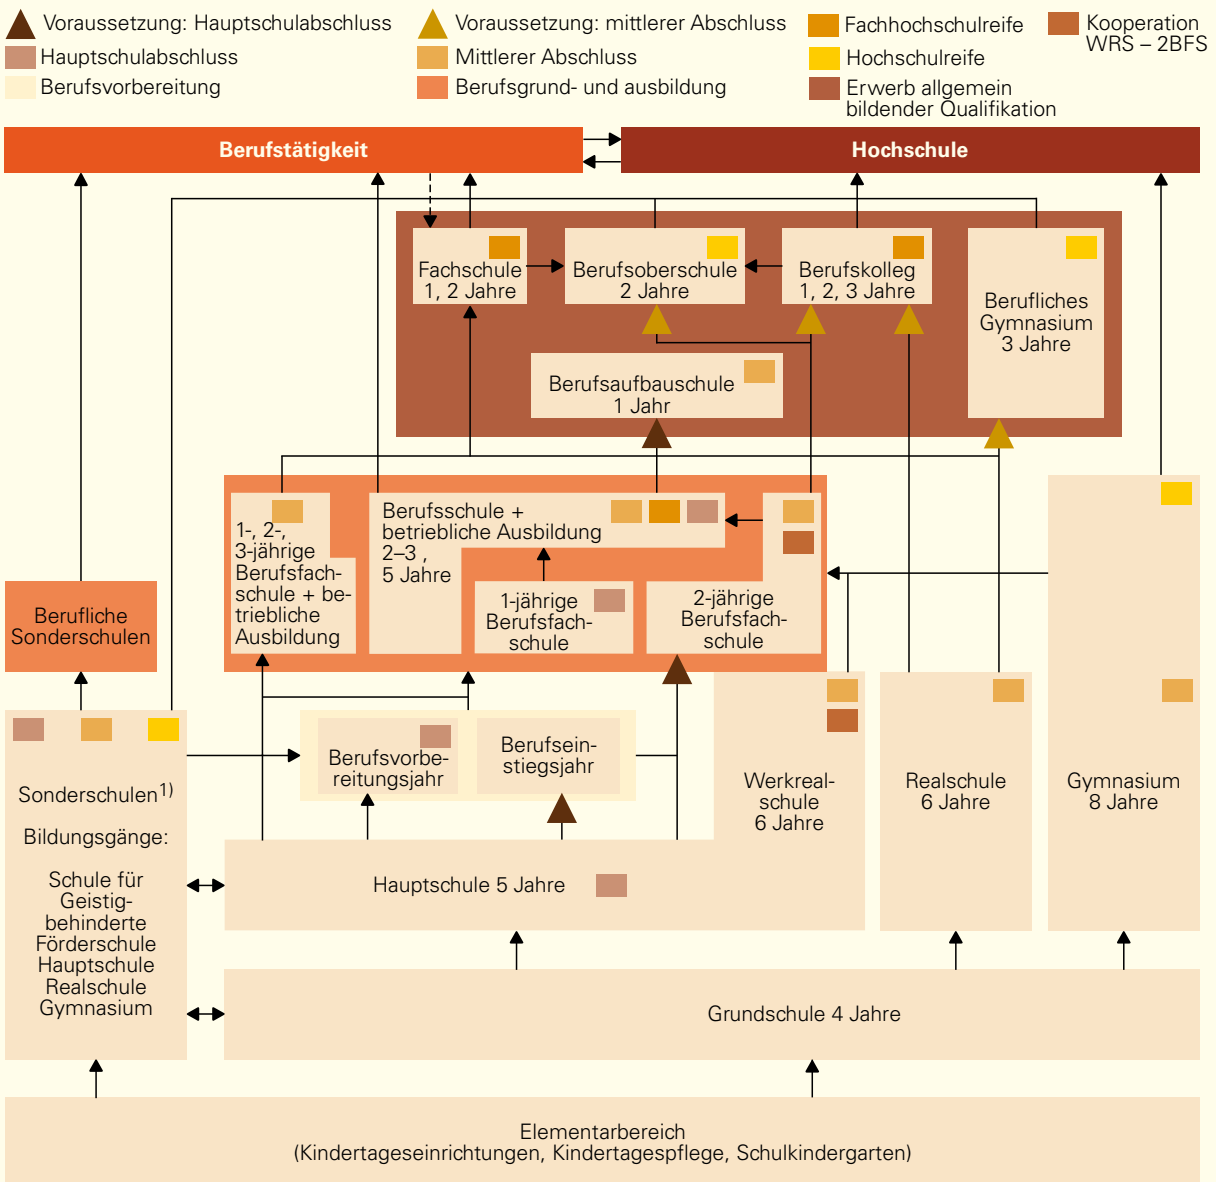 Voraussetzung: Hauptschulabschluss
Hauptschulabschluss
Berufsvorbereitung
Voraussetzung: mittlerer Abschluss
Mittlerer Abschluss
Berufsgrund- und ausbildung
Fachhochschulreife
Hochschulreife
Erwerb allgemein
bildender Qualifikation
Kooperation
WRS – 2BFS
Berufstätigkeit
Hochschule
Fachschule
1, 2 Jahre
Berufsoberschule
2 Jahre
Berufskolleg
1, 2, 3 Jahre
Berufliches
Gymnasium
3 Jahre
Berufsaufbauschule
1 Jahr
1-, 2-,
3-jährige
Berufsfach-
schule + be-
triebliche
Ausbildung
Berufsschule +
betriebliche Ausbildung
2–3 ,
5 Jahre
1-jährige
Berufsfach-
schule
2-jährige
Berufsfach-
schule
Berufliche
Sonderschulen
Berufsvorbe-
reitungsjahr
Berufsein-
stiegsjahr
Sonderschulen1)
Bildungsgänge:
Schule für
Geistig-
behinderte
Förderschule
Hauptschule
Realschule
Gymnasium
Werkreal-
schule
6 Jahre
Realschule
6 Jahre
Gymnasium
8 Jahre
Hauptschule 5 Jahre
Grundschule 4 Jahre
Elementarbereich
(Kindertageseinrichtungen, Kindertagespflege, Schulkindergarten)